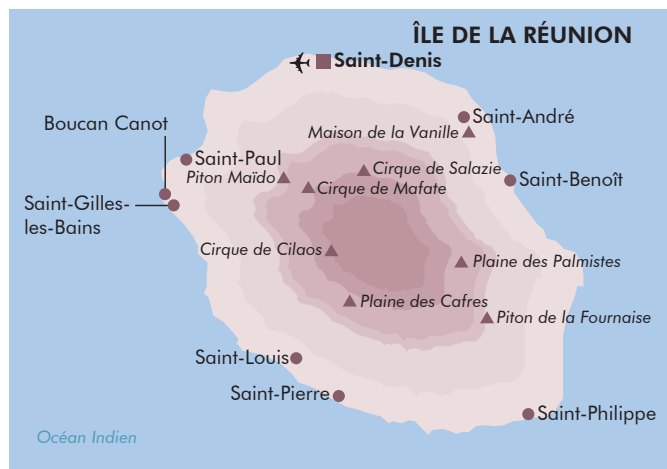 ÎLE DE LA RÉUNION
Saint-Denis
Boucan Canot
Saint-André
Maison de la Vanille
Saint-Paul
Piton Maïdo
Cirque de Salazie
Cirque de Mafate
Saint-Benoît
Saint-Gilles-
les-Bains
Cirque de Cilaos
Plaine des Palmistes
Plaine des Cafres
Piton de la Fournaise
Saint-Louis
Saint-Pierre
Saint-Philippe
Océan Indien